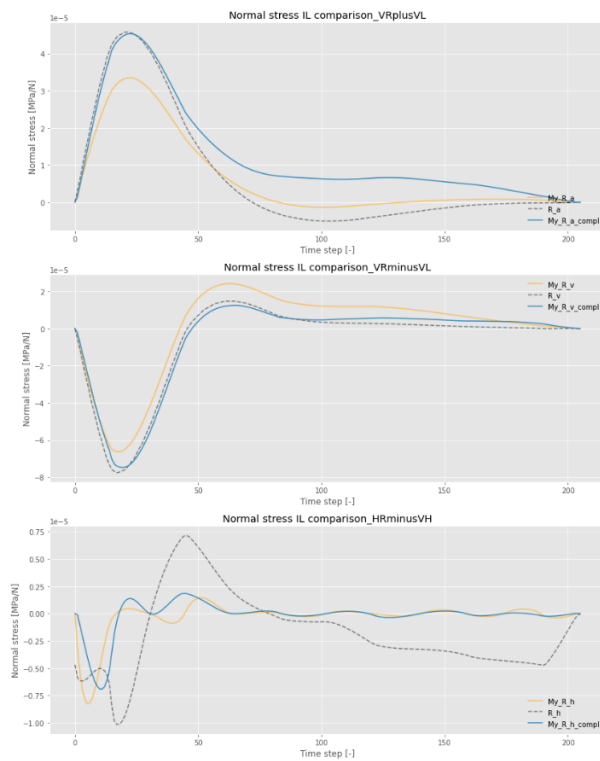 Normal stress IL comparison_VRplusVL
1e-5
Normal stress [MPa/N]
4
3
2
1
0
0
50
100
150
200
Time step [-]
My_R_a
R_a
My_R_a_compl
Normal stress IL comparison_VRminusVL
1e-5
Normal stress [MPa/N]
2
0
−2
−4
−6
−8
0
50
100
150
200
Time step [-]
My_R_v
R_v
My_R_v_compl
Normal stress IL comparison_HRminusVH
1e-5
Normal stress [MPa/N]
0.75
0.50
0.25
0.00
−0.25
−0.50
−0.75
−1.00
0
50
100
150
200
Time step [-]
My_R_h
R_h
My_R_h_compl